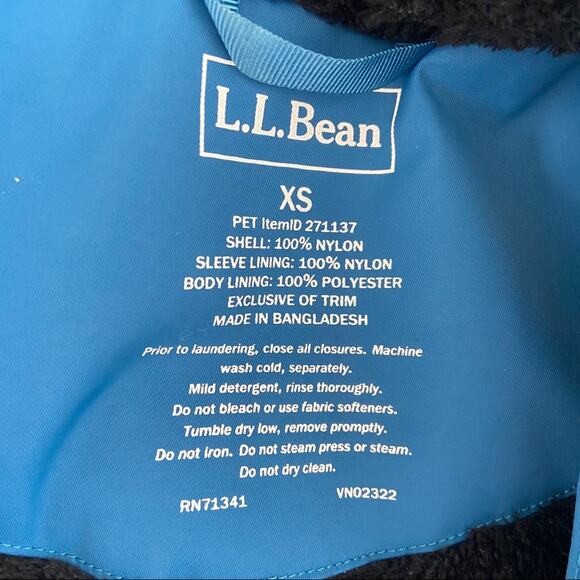 L.L.Bean
XS
PET ItemID 271137
SHELL: 100% NYLON
SLEEVE LINING: 100% NYLON
BODY LINING: 100% POLYESTER
EXCLUSIVE OF TRIM
MADE IN BANGLADESH
Prior to laundering, close all closures. Machine
wash cold, separately.
Mild detergent, rinse thoroughly.
Do not bleach or use fabric softeners.
Tumble dry low, remove promptly.
Do not iron. Do not steam press or steam.
Do not dry clean.
RN71341 VN02322